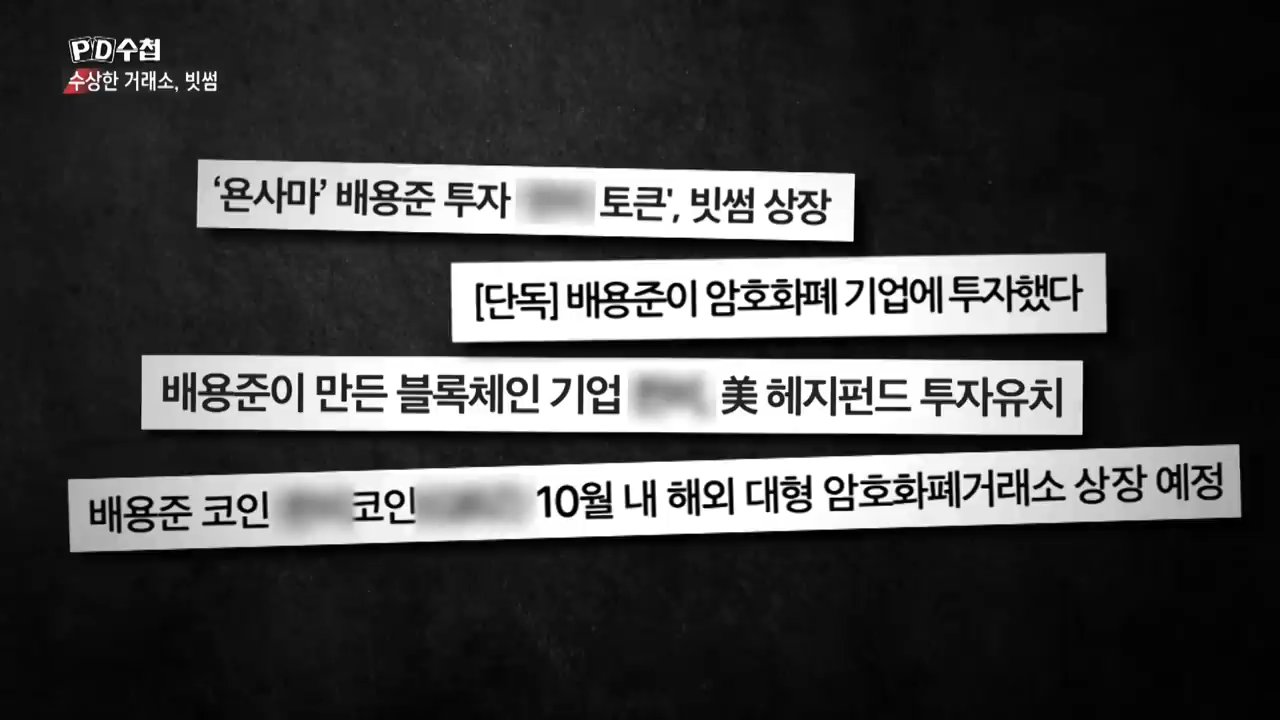 PD수첩
수상한 거래소, 빗썸
‘욘사마’ 배용준 투자 토큰', 빗썸 상장
[단독] 배용준이 암호화폐 기업에 투자했다
배용준이 만든 블록체인 기업 美 헤지펀드 투자유치
배용준 코인 코인 10월 내 해외 대형 암호화폐거래소 상장 예정